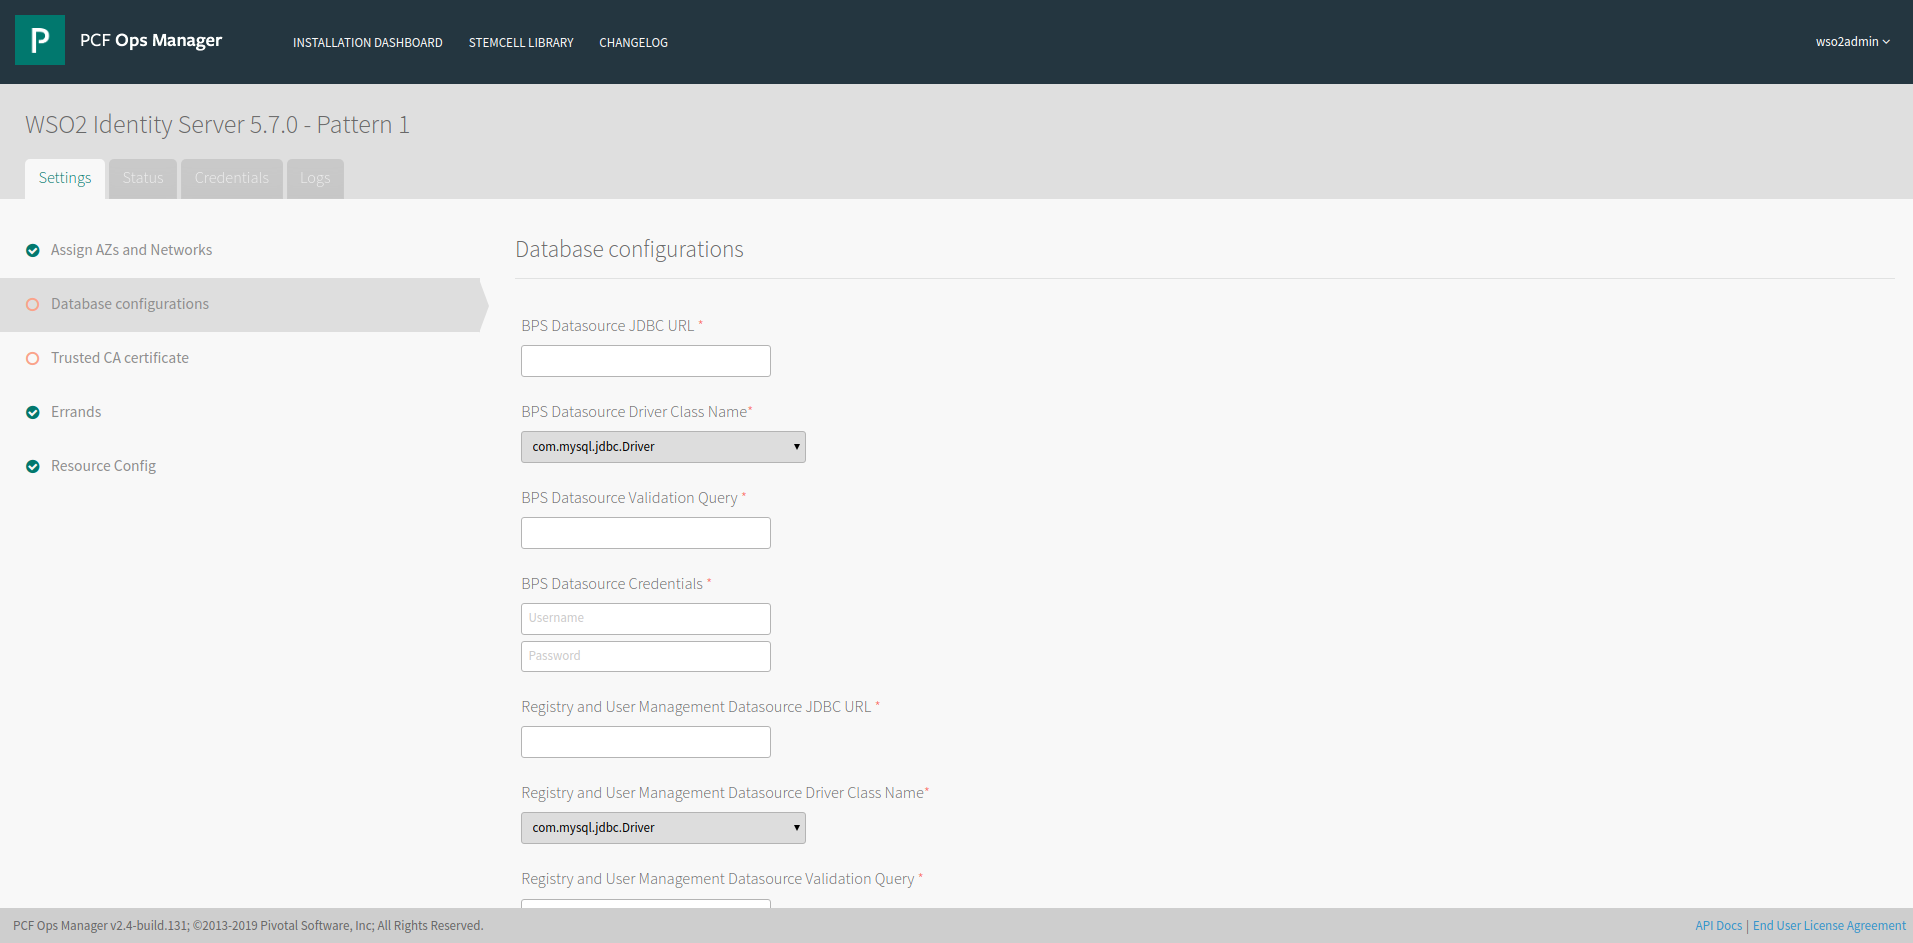 PCF Ops Manager
INSTALLATION DASHBOARD STEMCELL LIBRARY CHANGELOG
wso2admin
WSO2 Identity Server 5.7.0 - Pattern 1
Settings Status Credentials Logs
Assign AZs and Networks
Database configurations
Trusted CA certificate
Errands
Resource Config
Database configurations
BPS Datasource JDBC URL *
BPS Datasource Driver Class Name*
com.mysql.jdbc.Driver
BPS Datasource Validation Query *
BPS Datasource Credentials *
Username
Password
Registry and User Management Datasource JDBC URL *
Registry and User Management Datasource Driver Class Name*
com.mysql.jdbc.Driver
Registry and User Management Datasource Validation Query *
PCF Ops Manager v2.4-build.131; ©2013-2019 Pivotal Software, Inc; All Rights Reserved.
API Docs | End User License Agreement